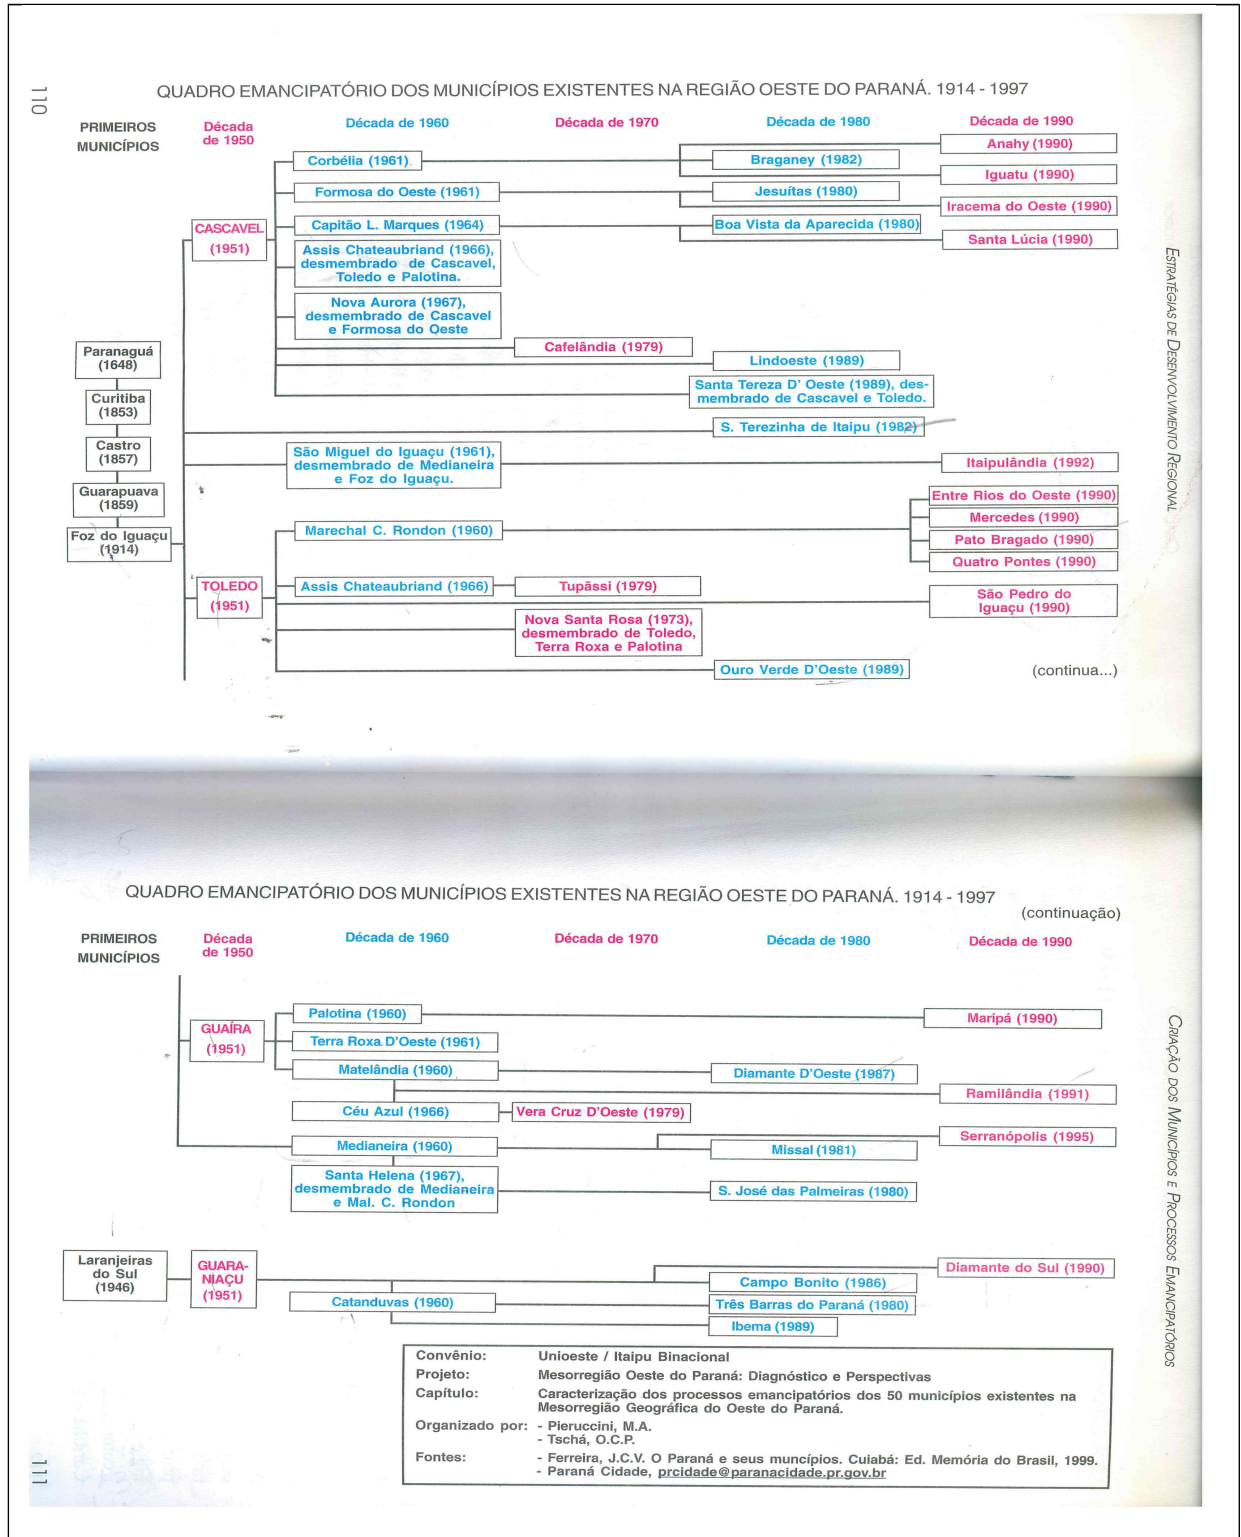 110
QUADRO EMANCIPATÓRIO DOS MUNICÍPIOS EXISTENTES NA REGIÃO OESTE DO PARANÁ. 1914 - 1997
PRIMEIROS
MUNICÍPIOS
Década
de 1950
Década de 1960
Década de 1970
Década de 1980
Década de 1990
Paranaguá
(1648)
Curitiba
(1853)
Castro
(1857)
Guarapuava
(1859)
Foz do Iguaçu
(1914)
CASCAVEL
(1951)
Corbélia (1961)
Braganey (1982)
Anahy (1990)
Iguatu (1990)
Formosa do Oeste (1961)
Jesuítas (1980)
Iracema do Oeste (1990)
Capitão L. Marques (1964)
Boa Vista da Aparecida (1980)
Santa Lúcia (1990)
Assis Chateaubriand (1966),
desmembrado de Cascavel,
Toledo e Palotina.
Nova Aurora (1967),
desmembrado de Cascavel
e Formosa do Oeste
Cafelândia (1979)
Lindoeste (1989)
Santa Tereza D' Oeste (1989), des-
membrado de Cascavel e Toledo.
S. Terezinha de Itaipu (1982)
São Miguel do Iguaçu (1961),
desmembrado de Medianeira
e Foz do Iguaçu.
Itaipulândia (1992)
TOLEDO
(1951)
Marechal C. Rondon (1960)
Entre Rios do Oeste (1990)
Mercedes (1990)
Pato Bragado (1990)
Quatro Pontes (1990)
Assis Chateaubriand (1966)
Tupãssi (1979)
São Pedro do
Iguaçu (1990)
Nova Santa Rosa (1973),
desmembrado de Toledo,
Terra Roxa e Palotina
Ouro Verde D'Oeste (1989)
(continua...)
ESTRATÉGIAS DE DESENVOLVIMENTO REGIONAL
QUADRO EMANCIPATÓRIO DOS MUNICÍPIOS EXISTENTES NA REGIÃO OESTE DO PARANÁ. 1914 - 1997
(continuação)
PRIMEIROS
MUNICÍPIOS
Década
de 1950
Década de 1960
Década de 1970
Década de 1980
Década de 1990
GUAÍRA
(1951)
Palotina (1960)
Maripá (1990)
Terra Roxa D'Oeste (1961)
Matelândia (1960)
Diamante D'Oeste (1987)
Ramilândia (1991)
Céu Azul (1966)
Vera Cruz D'Oeste (1979)
Medianeira (1960)
Serranópolis (1995)
Missal (1981)
Santa Helena (1967),
desmembrado de Medianeira
e Mal. C. Rondon
S. José das Palmeiras (1980)
Laranjeiras
do Sul
(1946)
GUARA-
NIAÇU
(1951)
Diamante do Sul (1990)
Campo Bonito (1986)
Catanduvas (1960)
Três Barras do Paraná (1980)
Ibema (1989)
Convênio: Unioeste / Itaipu Binacional
Projeto: Mesorregião Oeste do Paraná: Diagnóstico e Perspectivas
Capítulo: Caracterização dos processos emancipatórios dos 50 municípios existentes na
Mesorregião Geográfica do Oeste do Paraná.
Organizado por: - Pieruccini, M.A.
- Tschá, O.C.P.
Fontes: - Ferreira, J.C.V. O Paraná e seus muncípios. Cuiabá: Ed. Memória do Brasil, 1999.
- Paraná Cidade, prcidade@paranacidade.pr.gov.br
CRIAÇÃO DOS MUNICÍPIOS E PROCESSOS EMANCIPATÓRIOS
111